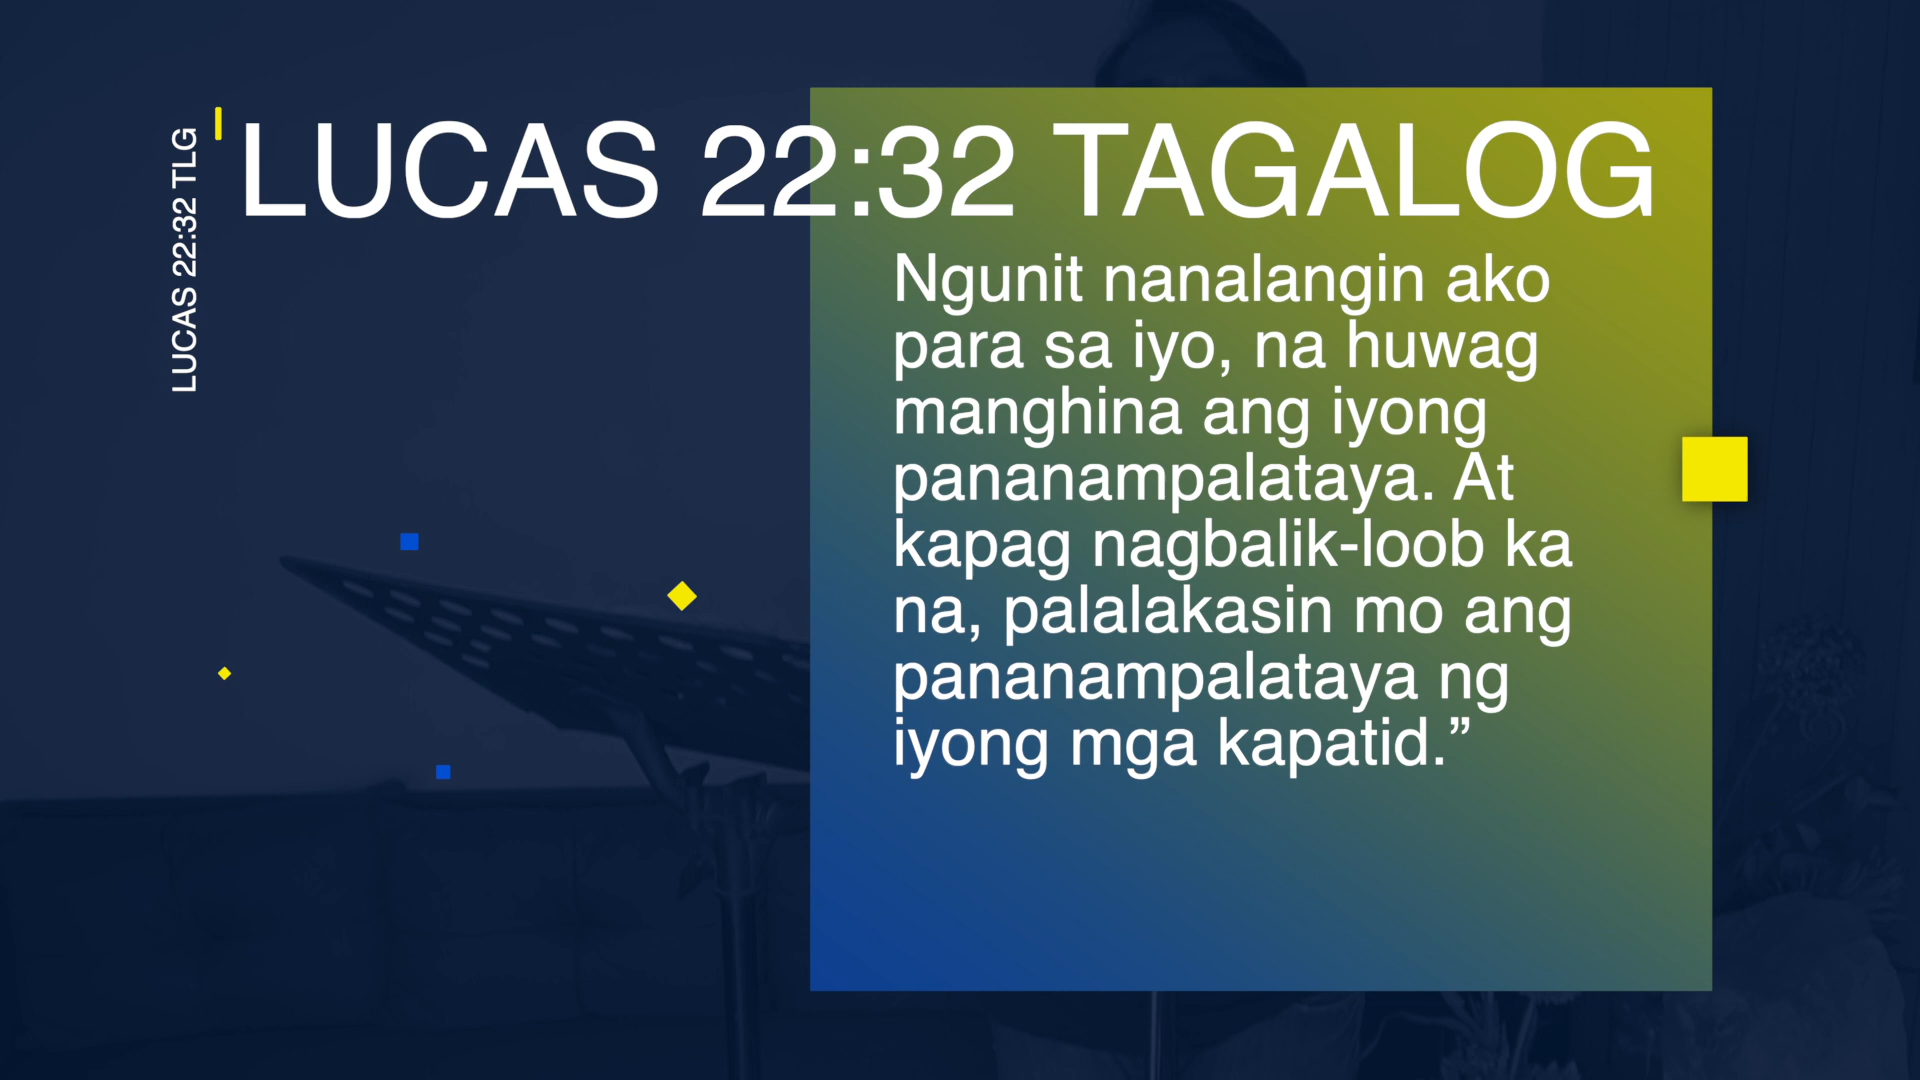 LUCAS 22:32 TLG
LUCAS 22:32 TAGALOG
Ngunit nanalangin ako
para sa iyo, na huwag
manghina ang iyong
pananampalataya. At
kapag nagbalik-loob ka
na, palalakasin mo ang
pananampalataya ng
iyong mga kapatid.”